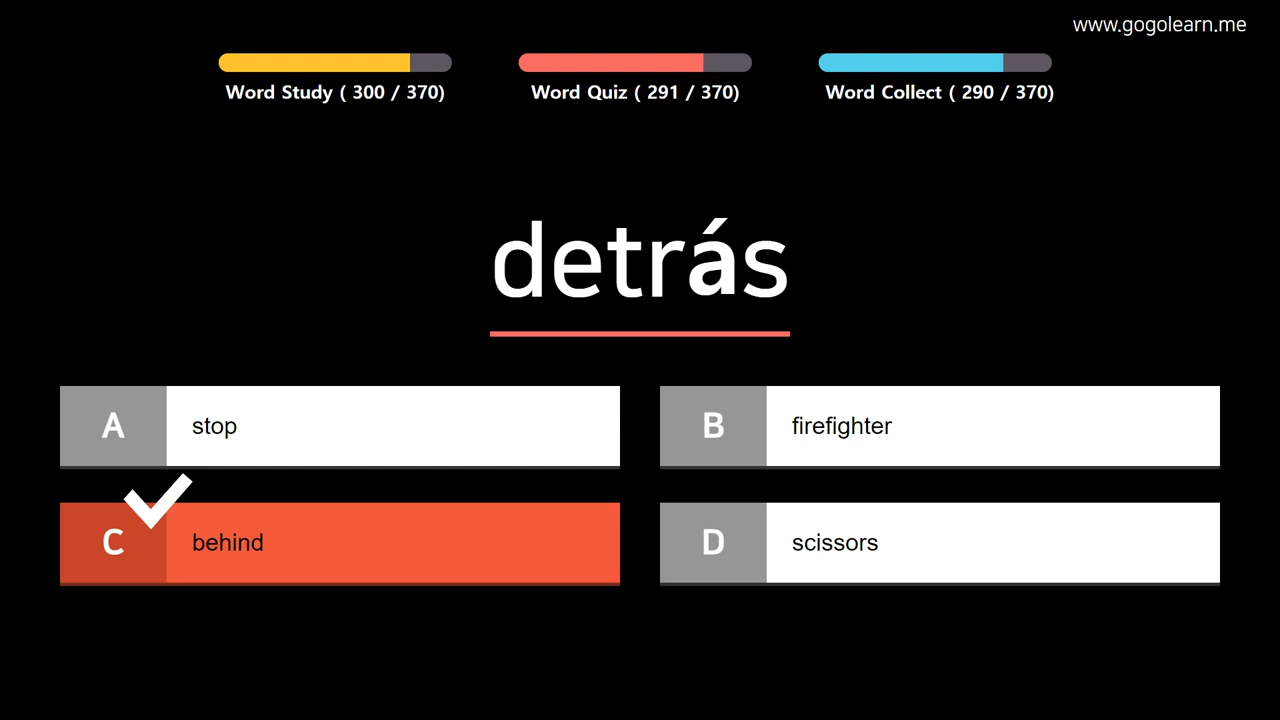 www.gogolearn.me
Word Study ( 300 / 370)
Word Quiz ( 291 / 370)
Word Collect ( 290 / 370)
detrás
A stop
B firefighter
C behind
D scissors